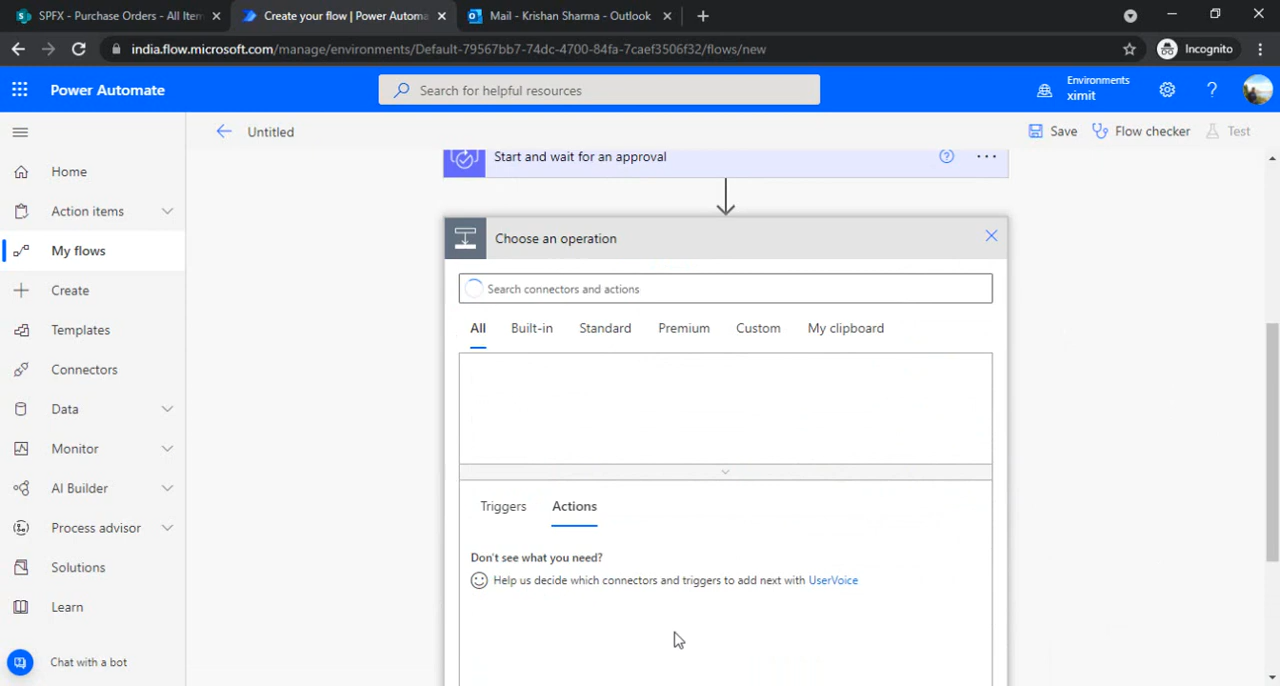 SPFX - Purchase Orders - All Item
Create your flow | Power Automa
Mail - Krishan Sharma - Outlook
india.flow.microsoft.com/manage/environments/Default-79567bb7-74dc-4700-84fa-7caef3506f32/flows/new
Incognito
Power Automate
Search for helpful resources
Environments
ximit
Untitled
Save
Flow checker
Test
Home
Action items
My flows
Create
Templates
Connectors
Data
Monitor
AI Builder
Process advisor
Solutions
Learn
Chat with a bot
Start and wait for an approval
Choose an operation
Search connectors and actions
All Built-in Standard Premium Custom My clipboard
Triggers Actions
Don't see what you need?
Help us decide which connectors and triggers to add next with UserVoice